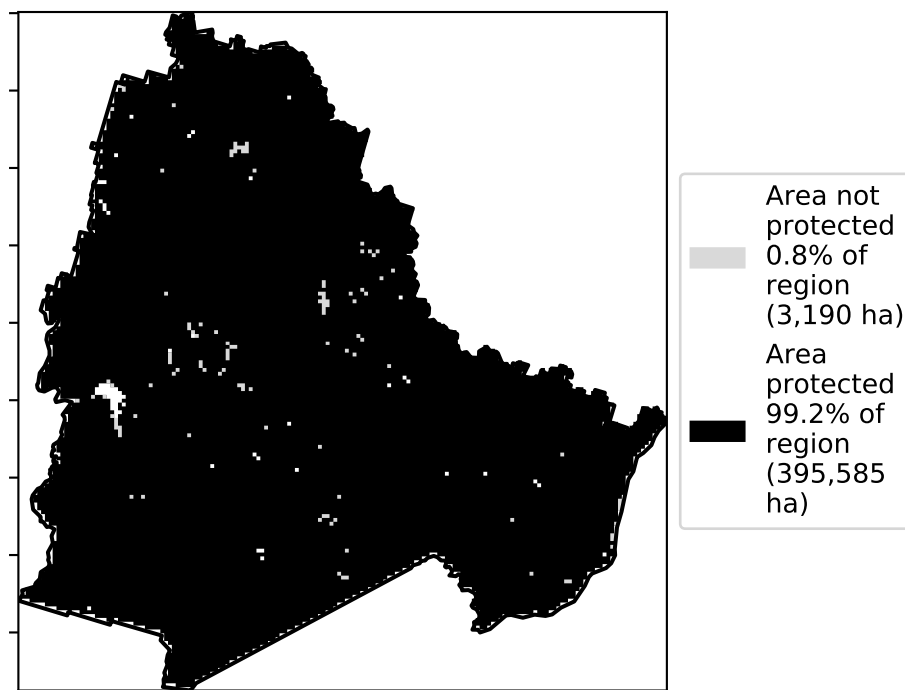 Area not
protected
0.8% of
region
(3,190 ha)
Area
protected
99.2% of
region
(395,585
ha)